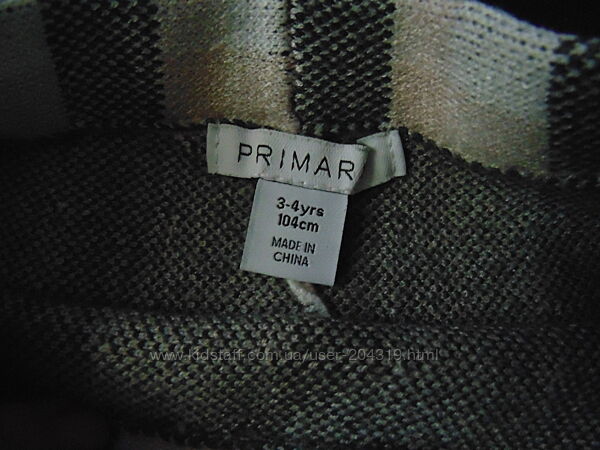 PRIMAR
3-4yrs
104cm
MADE IN
CHINA
www.kidstaff.com.ua/user-204319.html